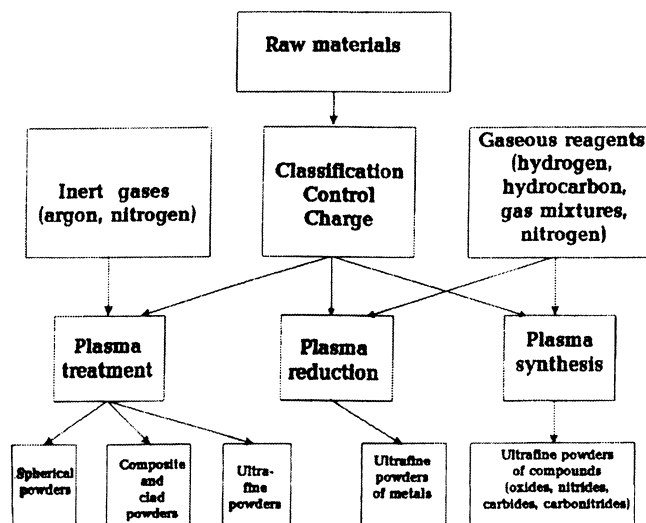 Raw materials
Inert gases
(argon, nitrogen)
Classification
Control
Charge
Gaseous reagents
(hydrogen,
hydrocarbon,
gas mixtures,
nitrogen)
Plasma
treatment
Plasma
reduction
Plasma
synthesis
Spherical
powders
Composite
and
clad
powders
Ultra-
fine
powders
Ultrafine
powders
of metals
Ultrafine powders
of compounds
(oxides, nitrides,
carbides, carbonitrides)